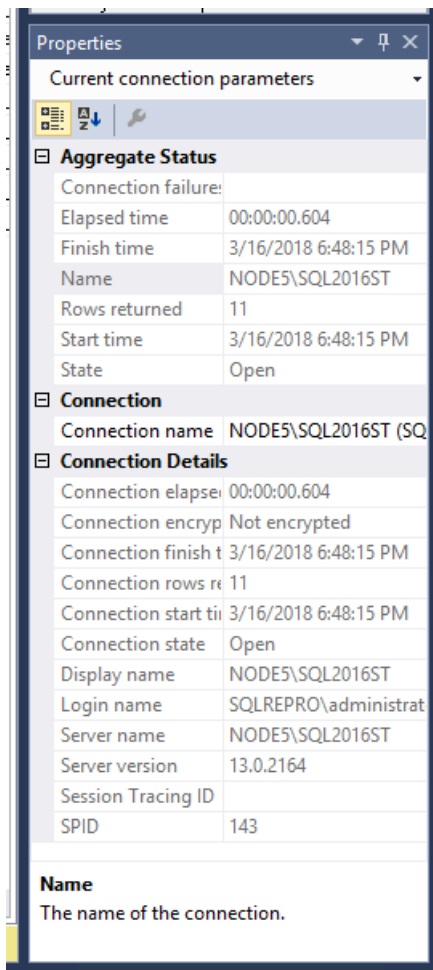 Properties
Current connection parameters
Aggregate Status
Connection failures
Elapsed time 00:00:00.604
Finish time 3/16/2018 6:48:15 PM
Name NODE5\SQL2016ST
Rows returned 11
Start time 3/16/2018 6:48:15 PM
State Open
Connection
Connection name NODE5\SQL2016ST (SQ
Connection Details
Connection elapse 00:00:00.604
Connection encryp Not encrypted
Connection finish t 3/16/2018 6:48:15 PM
Connection rows re 11
Connection start ti 3/16/2018 6:48:15 PM
Connection state Open
Display name NODE5\SQL2016ST
Login name SQLREPRO\administrat
Server name NODE5\SQL2016ST
Server version 13.0.2164
Session Tracing ID
SPID 143
Name
The name of the connection.